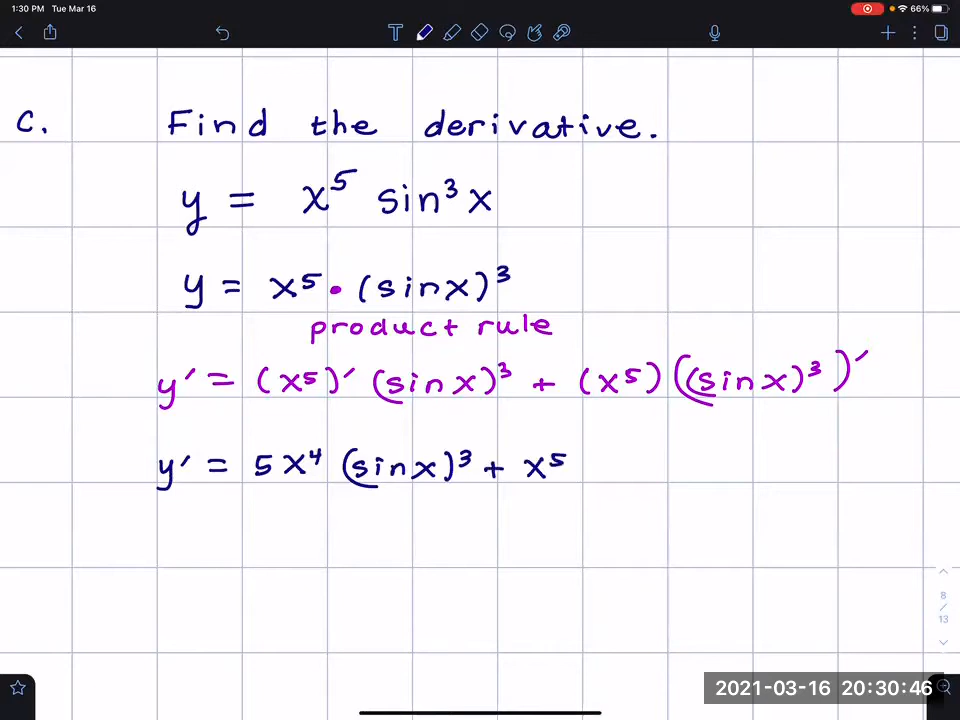 1:30 PM Tue Mar 16
66%
T
C. Find the derivative.
y = x⁵ sin³x
y = x⁵ · (sinx)³
product rule
y′ = (x⁵)′ (sinx)³ + (x⁵) ((sinx)³)′
y′ = 5x⁴ (sinx)³ + x⁵
8
/
13
2021-03-16 20:30:46